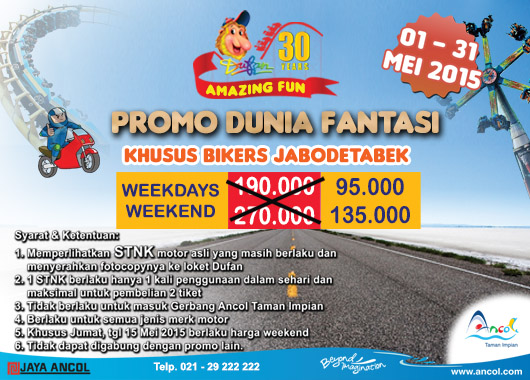 Dufan
30
YEARS
AMAZING FUN
01 - 31
MEI 2015
PROMO DUNIA FANTASI
KHUSUS BIKERS JABODETABEK
WEEKDAYS 190.000 95.000
WEEKEND 270.000 135.000
Syarat & Ketentuan:
1. Memperlihatkan STNK motor asli yang masih berlaku dan
menyerahkan fotocopynya ke loket Dufan
2. 1 STNK berlaku hanya 1 kali penggunaan dalam sehari dan
maksimal untuk pembelian 2 tiket
3. Tidak berlaku untuk masuk Gerbang Ancol Taman Impian
4. Berlaku untuk semua jenis merk motor
5. Khusus Jumat, tgl 15 Mei 2015 berlaku harga weekend
6. Tidak dapat digabung dengan promo lain.
Ancol
Taman Impian
JAYA ANCOL
Telp. 021 - 29 222 222
Beyond
Imagination
www.ancol.com